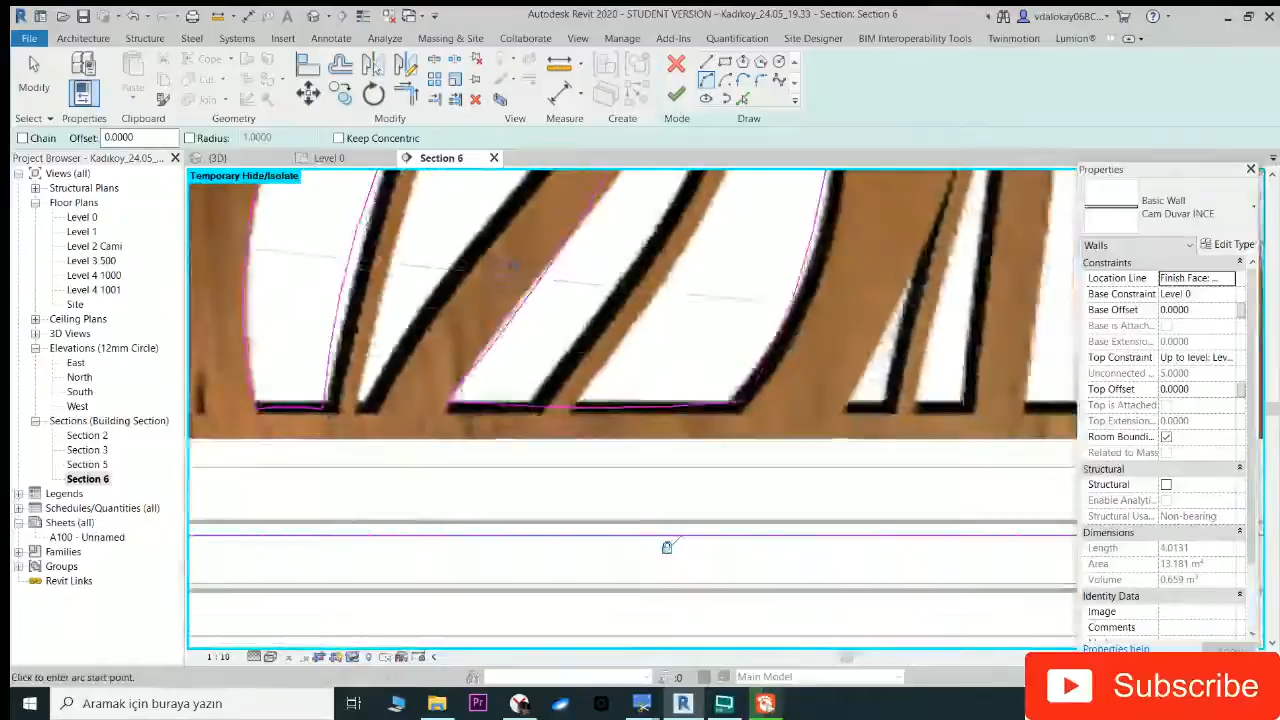 Autodesk Revit 2020 - STUDENT VERSION - Kadıkoy_24.05_19.33 - Section: Section 6
vdalokay06BC...
File Architecture Structure Steel Systems Insert Annotate Analyze Massing & Site Collaborate View Manage Add-Ins Quantification Site Designer BIM Interoperability Tools Twinmotion Lumion®
Modify Paste Cope Cut Join
Select Properties Clipboard Geometry Modify View Measure Create Mode Draw
Chain Offset: 0.0000 Radius: 1.0000 Keep Concentric
Project Browser - Kadıkoy_24.05_...
{3D} Level 0 Section 6
Temporary Hide/Isolate
Views (all)
Structural Plans
Floor Plans
Level 0
Level 1
Level 2 Cami
Level 3 500
Level 4 1000
Level 4 1001
Site
Ceiling Plans
3D Views
Elevations (12mm Circle)
East
North
South
West
Sections (Building Section)
Section 2
Section 3
Section 5
Section 6
Legends
Schedules/Quantities (all)
Sheets (all)
A100 - Unnamed
Families
Groups
Revit Links
Properties
Basic Wall
Cam Duvar İNCE
Walls Edit Type
Constraints
Location Line Finish Face: ...
Base Constraint Level 0
Base Offset 0.0000
Base is Attach...
Base Extensio... 0.0000
Top Constraint Up to level: Lev...
Unconnected ... 5.0000
Top Offset 0.0000
Top is Attached
Top Extension... 0.0000
Room Boundi...
Related to Mass
Structural
Structural
Enable Analyti...
Structural Usa... Non-bearing
Dimensions
Length 4.0131
Area 13.181 m²
Volume 0.659 m³
Identity Data
Image
Comments
Properties help
1 : 10
Click to enter arc start point.
:0 Main Model
Aramak için buraya yazın
Subscribe